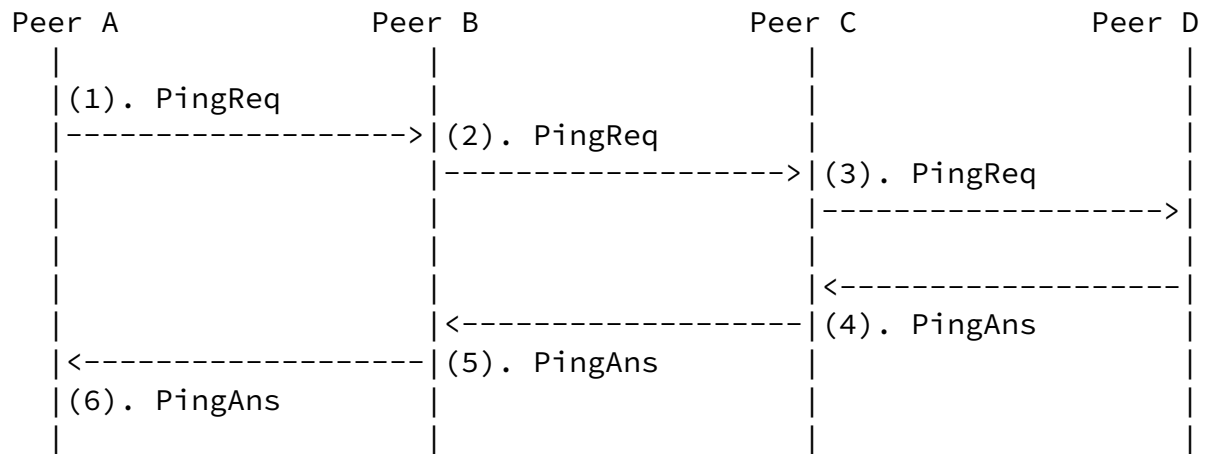 Peer A Peer B Peer C Peer D
(1). PingReq
(2). PingReq
(3). PingReq
(4). PingAns
(5). PingAns
(6). PingAns